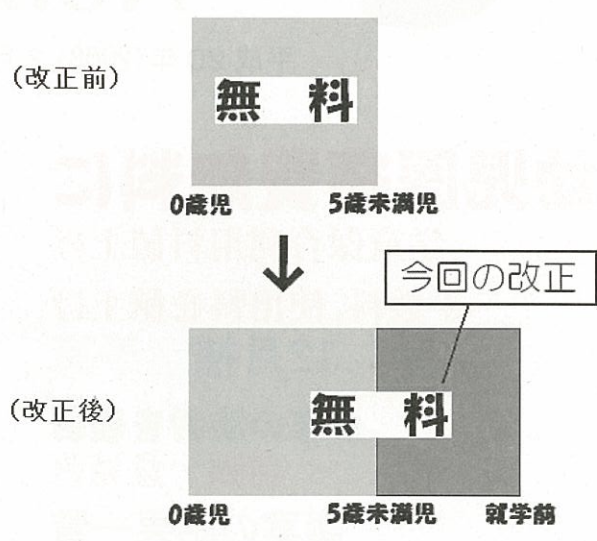 (改正前)
無料
0歳児 5歳未満児
今回の改正
(改正後)
無料
0歳児 5歳未満児 就学前